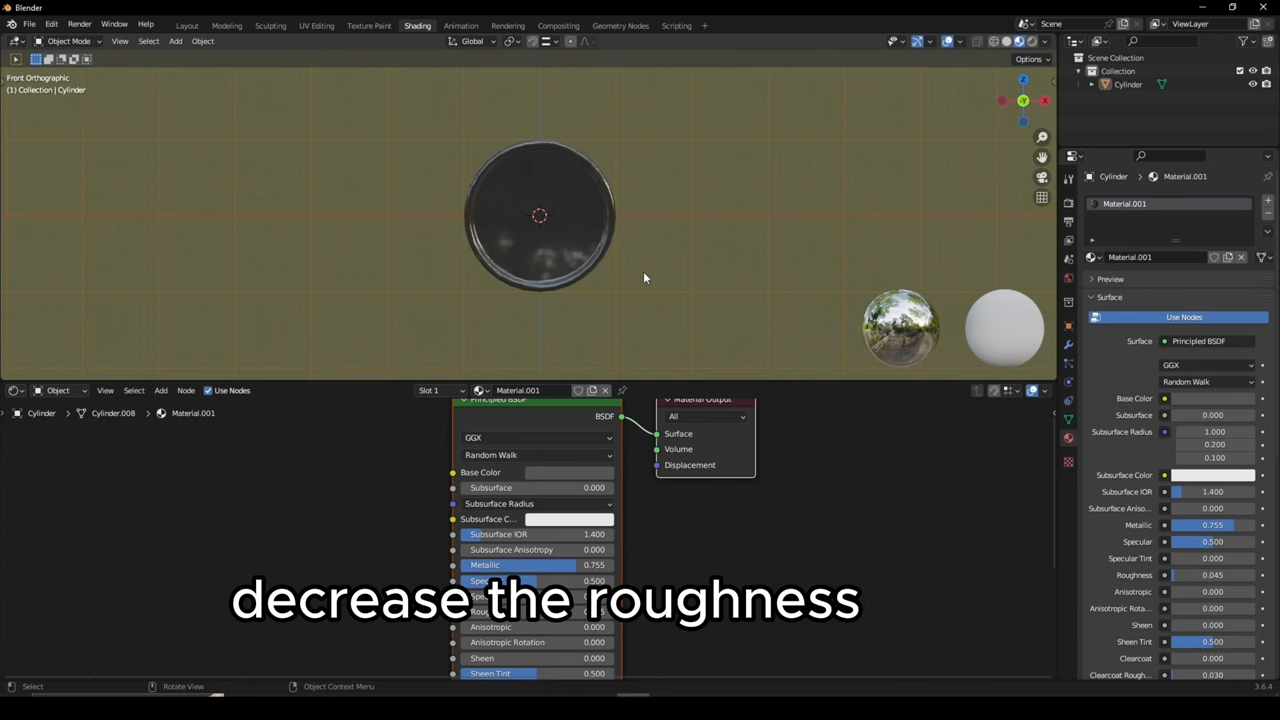 Blender
File Edit Render Window Help Layout Modeling Sculpting UV Editing Texture Paint Shading Animation Rendering Compositing Geometry Nodes Scripting + Scene ViewLayer
Object Mode View Select Add Object Global
Options
Front Orthographic
(1) Collection | Cylinder
Z
X
-Y
Scene Collection
Collection
Cylinder
Cylinder Material.001
Material.001
Material.001
Preview
Surface
Use Nodes
Surface Principled BSDF
GGX
Random Walk
Base Color
Subsurface 0.000
Subsurface Radius 1.000
0.200
0.100
Subsurface Color
Subsurface IOR 1.400
Subsurface Aniso... 0.000
Metallic 0.755
Specular 0.500
Specular Tint 0.000
Roughness 0.045
Anisotropic 0.000
Anisotropic Rota... 0.000
Sheen 0.000
Sheen Tint 0.500
Clearcoat 0.000
Clearcoat Rough... 0.030
Object View Select Add Node Use Nodes Slot 1 Material.001
Cylinder Cylinder.008 Material.001
Principled BSDF
BSDF
GGX
Random Walk
Base Color
Subsurface 0.000
Subsurface Radius
Subsurface C...
Subsurface IOR 1.400
Subsurface Anisotropy 0.000
Metallic 0.755
0.500
Anisotropic 0.000
Anisotropic Rotation 0.000
Sheen 0.000
Sheen Tint 0.500
Material Output
All
Surface
Volume
Displacement
decrease the roughness
Select Rotate View Object Context Menu 3.6.4